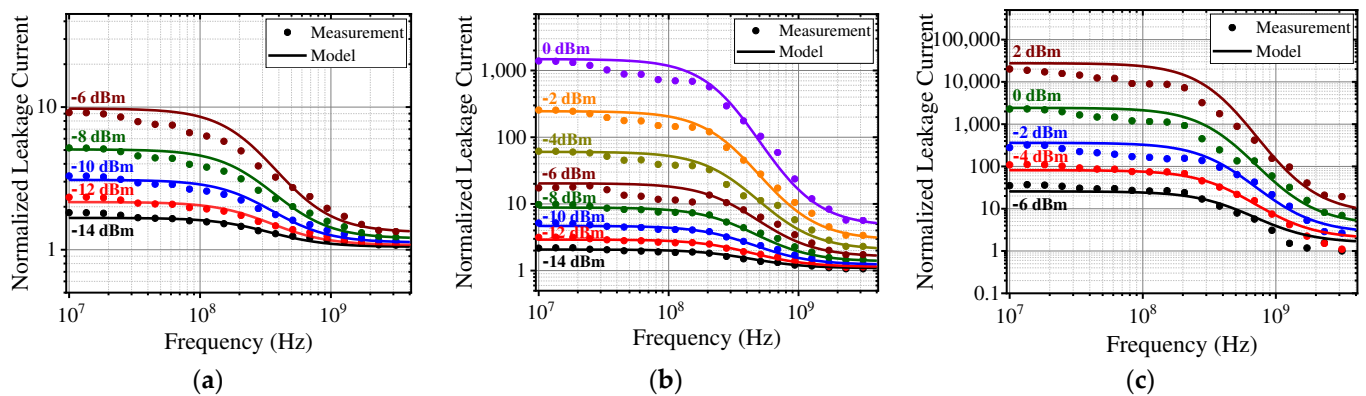 Normalized Leakage Current
10
1
10⁷
10⁸
10⁹
Frequency (Hz)
Measurement
Model
-6 dBm
-8 dBm
-10 dBm
-12 dBm
-14 dBm
(a)
Normalized Leakage Current
1,000
100
10
1
10⁷
10⁸
10⁹
Frequency (Hz)
Measurement
Model
0 dBm
-2 dBm
-4dBm
-6 dBm
-8 dBm
-10 dBm
-12 dBm
-14 dBm
(b)
Normalized Leakage Current
100,000
10,000
1,000
100
10
1
0.1
10⁷
10⁸
10⁹
Frequency (Hz)
Measurement
Model
2 dBm
0 dBm
-2 dBm
-4 dBm
-6 dBm
(c)